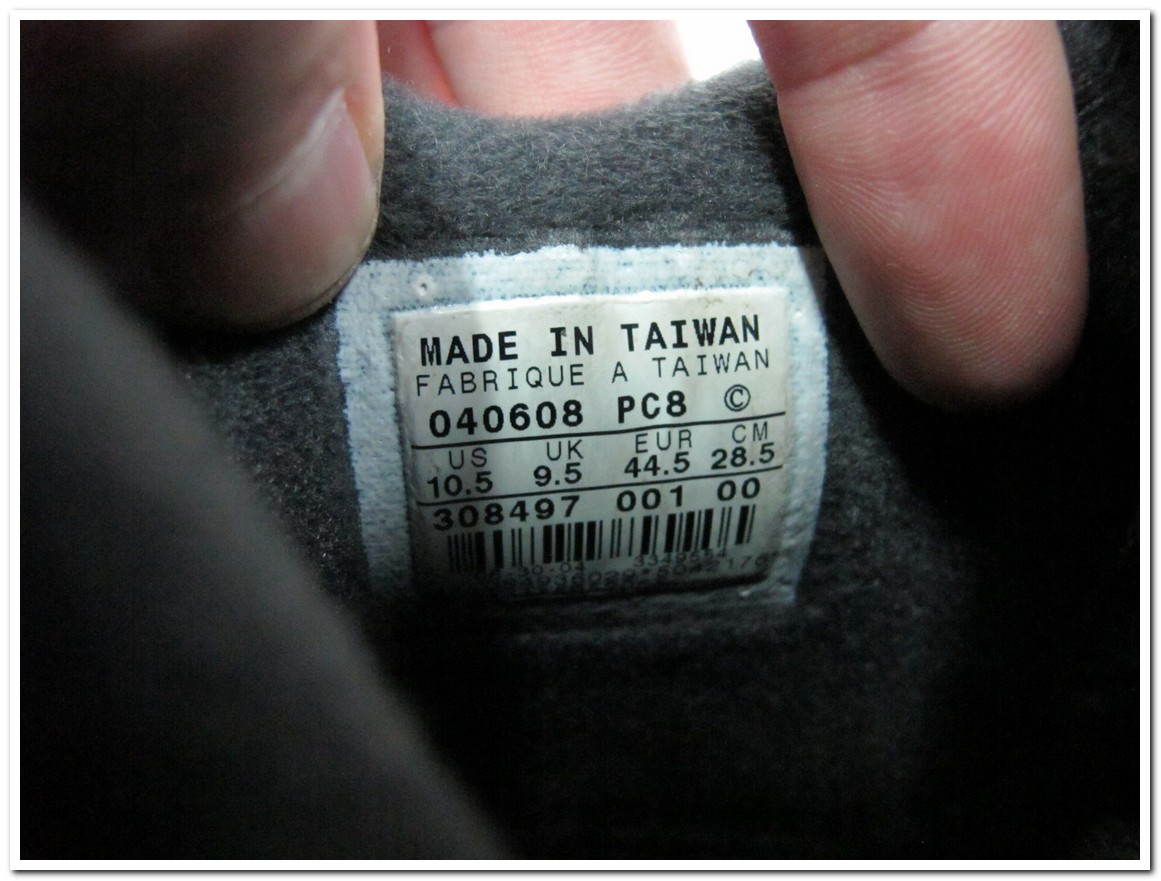 MADE IN TAIWAN
FABRIQUE A TAIWAN
040608 PC8 ©
US UK EUR CM
10.5 9.5 44.5 28.5
308497 001 00